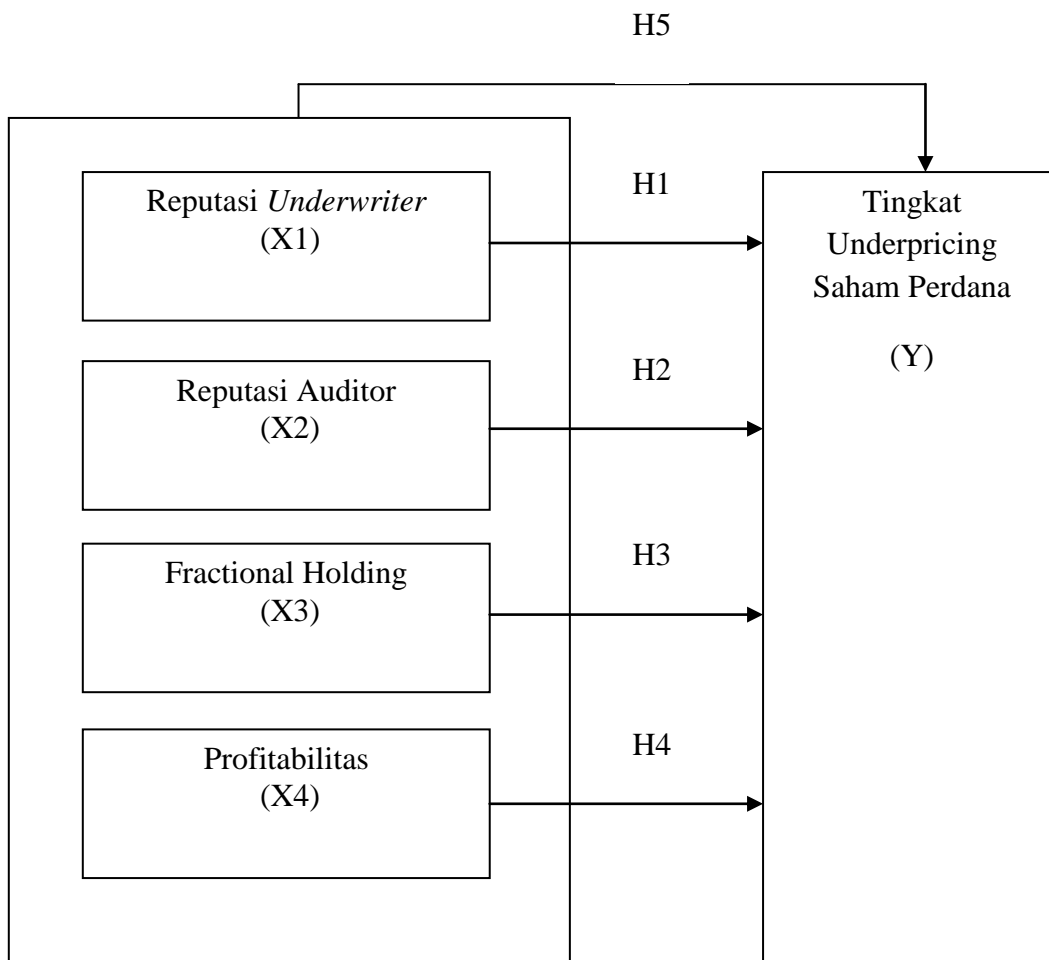 H5
Reputasi Underwriter
(X1)
H1
Tingkat
Underpricing
Saham Perdana
(Y)
Reputasi Auditor
(X2)
H2
Fractional Holding
(X3)
H3
Profitabilitas
(X4)
H4